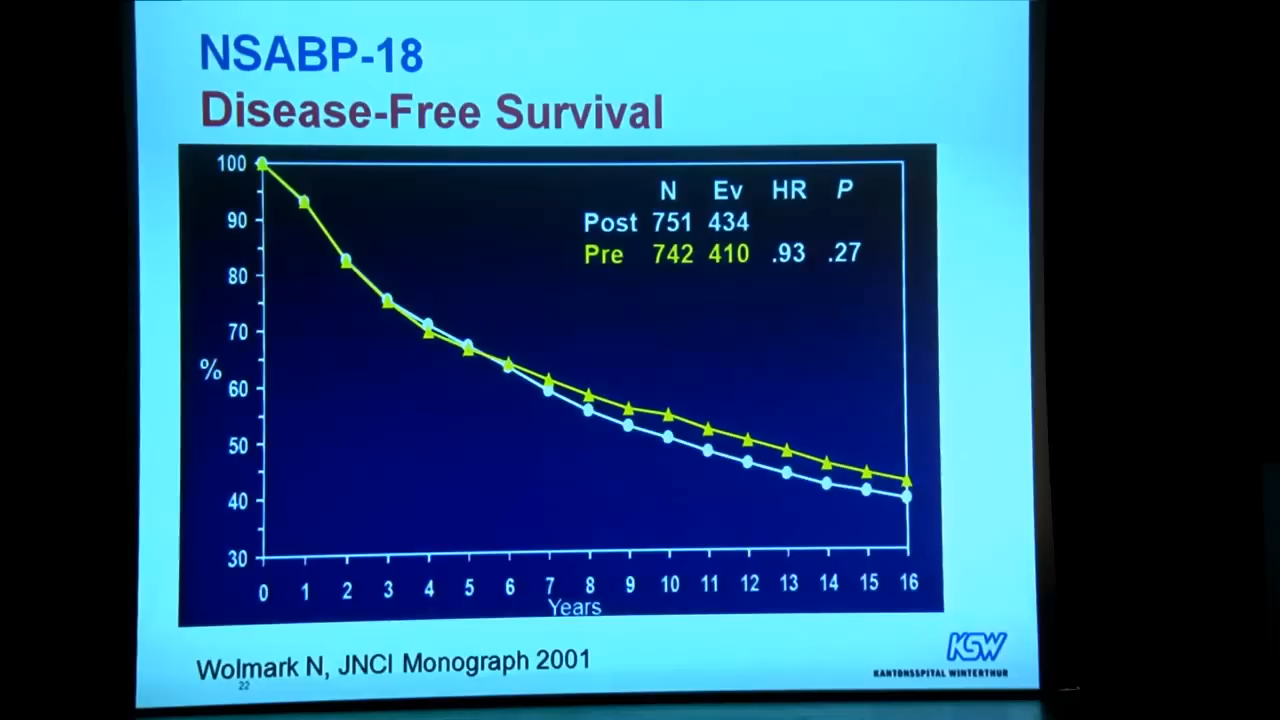 NSABP-18
Disease-Free Survival
100
90
80
70
%
60
50
40
30
N Ev HR P
Post 751 434
Pre 742 410 .93 .27
0 1 2 3 4 5 6 7 8 9 10 11 12 13 14 15 16
Years
Wolmark N, JNCI Monograph 2001
22
KSW
KANTONSSPITAL WINTERTHUR